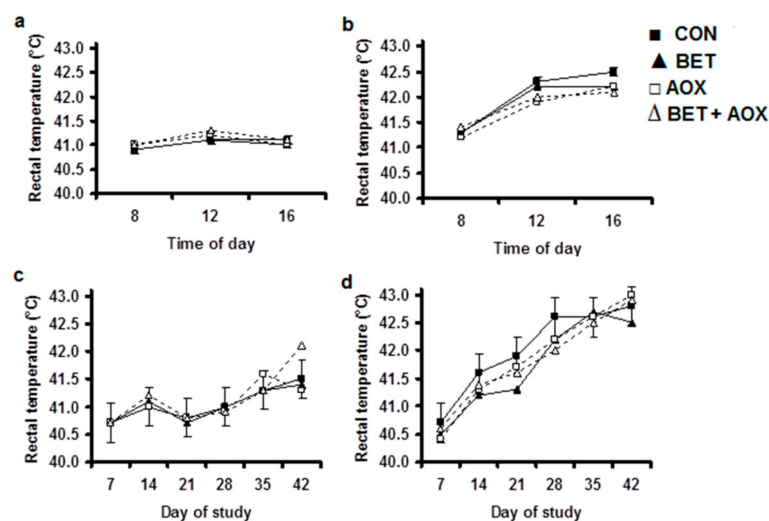 a
Rectal temperature (°C)
43.0
42.5
42.0
41.5
41.0
40.5
40.0
8 12 16
Time of day
b
Rectal temperature (°C)
43.0
42.5
42.0
41.5
41.0
40.5
40.0
8 12 16
Time of day
CON
BET
AOX
BET + AOX
c
Rectal temperature (°C)
43.0
42.5
42.0
41.5
41.0
40.5
40.0
7 14 21 28 35 42
Day of study
d
Rectal temperature (°C)
43.0
42.5
42.0
41.5
41.0
40.5
40.0
7 14 21 28 35 42
Day of study